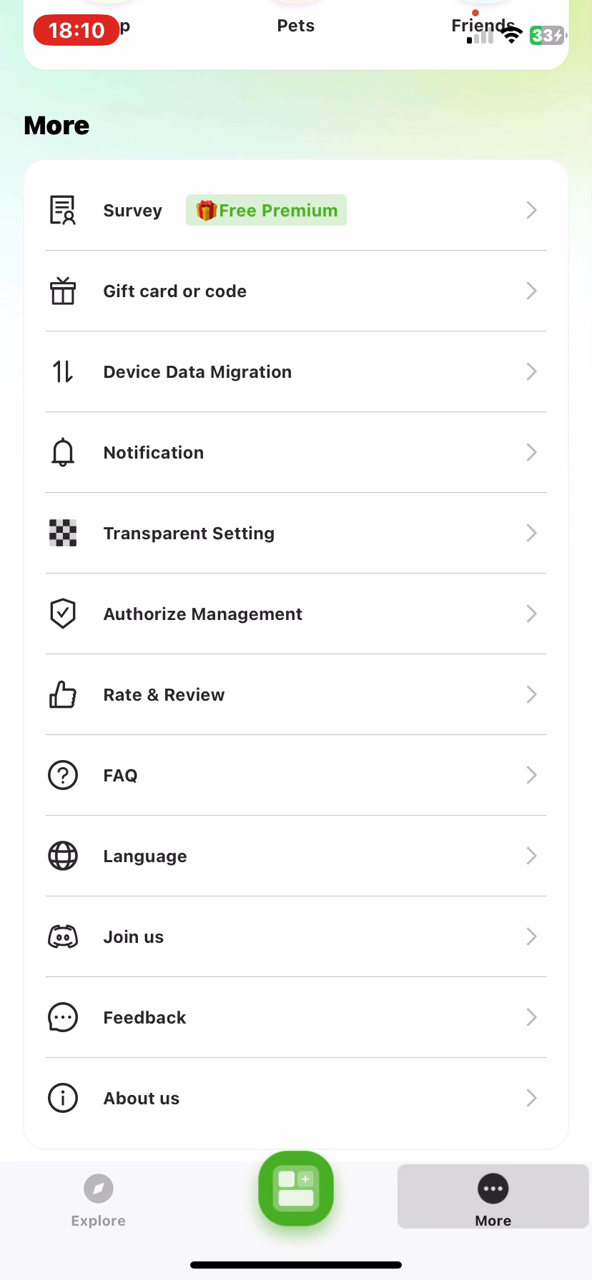 18:10
p
Pets
Friends
33
More
Survey
🎁Free Premium
Gift card or code
Device Data Migration
Notification
Transparent Setting
Authorize Management
Rate & Review
FAQ
Language
Join us
Feedback
About us
Explore
More